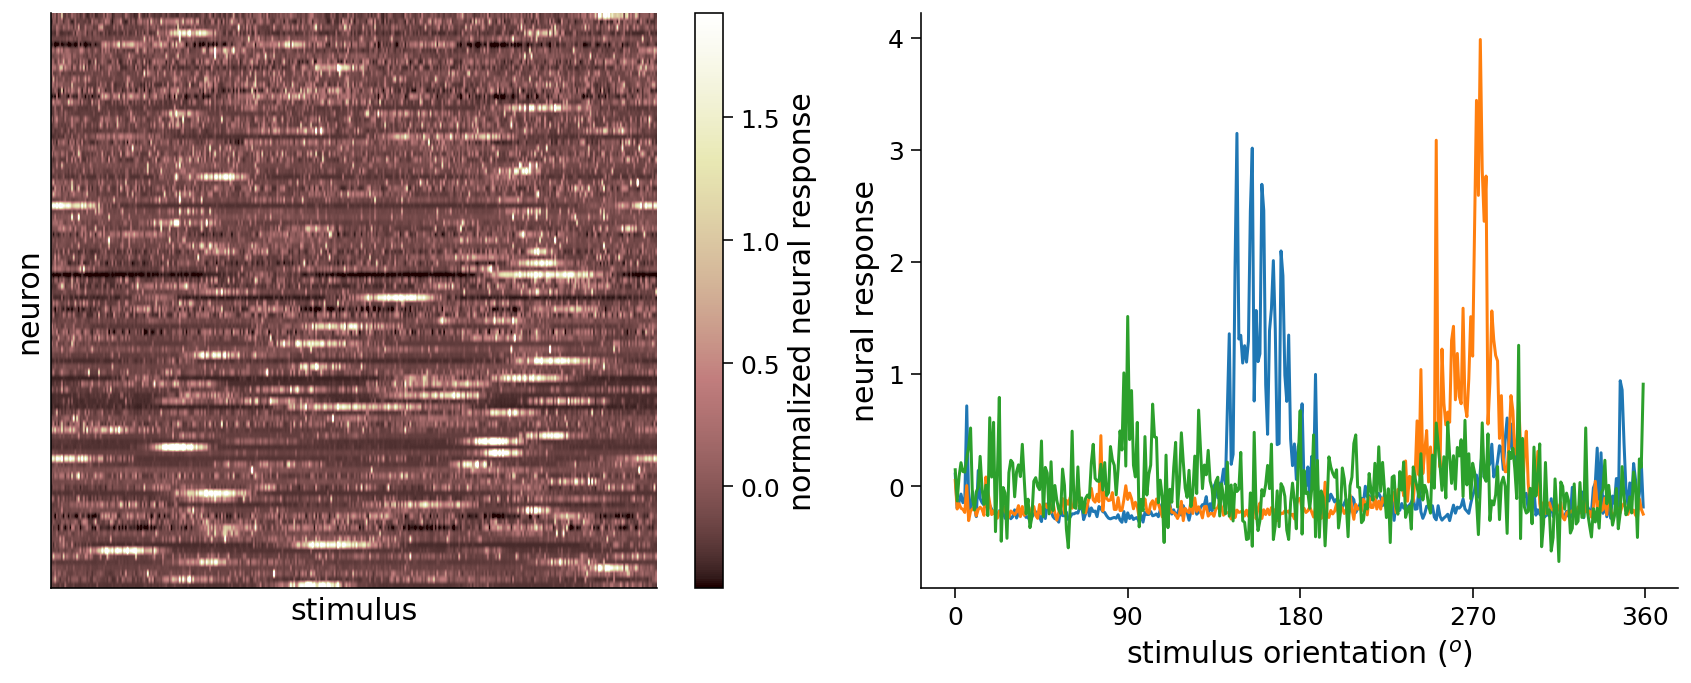 neuron
stimulus
1.5
1.0
0.5
0.0
normalized neural response
neural response
4
3
2
1
0
0 90 180 270 360
stimulus orientation (°)